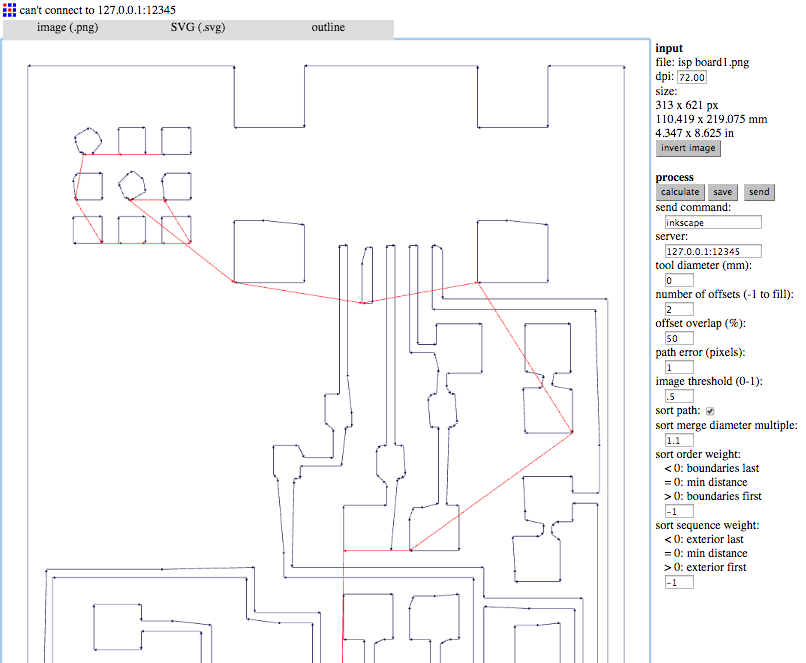 can't connect to 127.0.0.1:12345
image (.png) SVG (.svg) outline
input
file: isp board1.png
dpi: 72.00
size:
313 x 621 px
110.419 x 219.075 mm
4.347 x 8.625 in
invert image
process
calculate save send
send command:
inkscape
server:
127.0.0.1:12345
tool diameter (mm):
0
number of offsets (-1 to fill):
2
offset overlap (%):
50
path error (pixels):
1
image threshold (0-1):
.5
sort path:
sort merge diameter multiple:
1.1
sort order weight:
< 0: boundaries last
= 0: min distance
> 0: boundaries first
-1
sort sequence weight:
< 0: exterior last
= 0: min distance
> 0: exterior first
-1